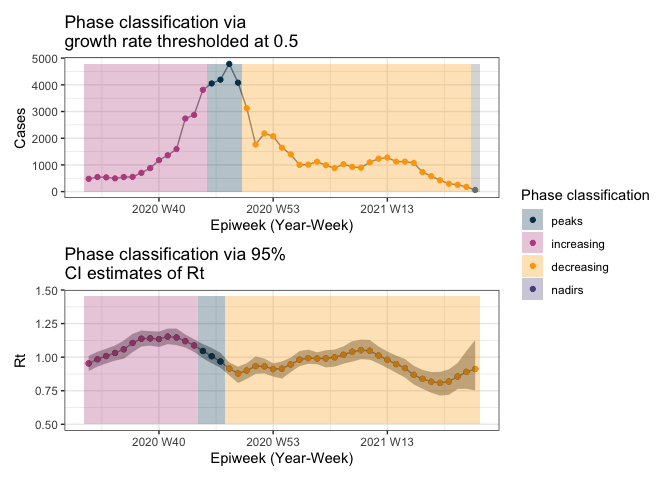 Phase classification via
growth rate thresholded at 0.5
5000
4000
3000
2000
1000
0
Cases
2020 W40
2020 W53
2021 W13
Epiweek (Year-Week)
Phase classification via 95%
CI estimates of Rt
1.50
1.25
1.00
0.75
0.50
Rt
2020 W40
2020 W53
2021 W13
Epiweek (Year-Week)
Phase classification
peaks
increasing
decreasing
nadirs